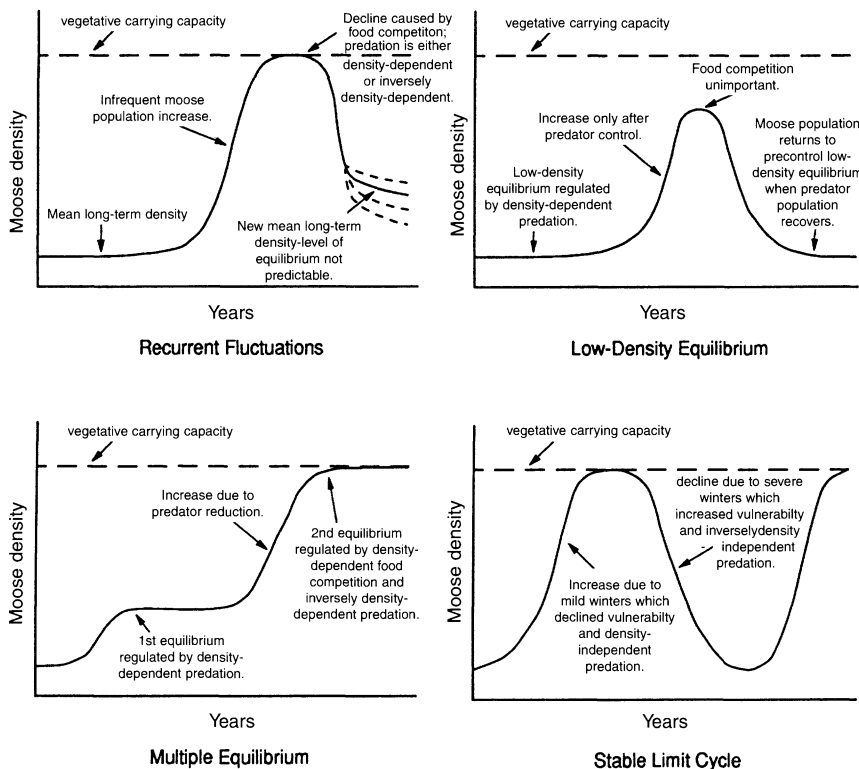 vegetative carrying capacity
Decline caused by
food competiton;
predation is either
density-dependent
or inversely
density-dependent.
Infrequent moose
population increase.
Mean long-term density
New mean long-term
density-level of
equilibrium not
predictable.
Moose density
Years
Recurrent Fluctuations
vegetative carrying capacity
Food competition
unimportant.
Increase only after
predator control.
Moose population
returns to
precontrol low-
density equilibrium
when predator
population
recovers.
Low-density
equilibrium regulated
by density-dependent
predation.
Moose density
Years
Low-Density Equilibrium
vegetative carrying capacity
Increase due to
predator reduction.
2nd equilibrium
regulated by density-
dependent food
competition and
inversely density-
dependent predation.
1st equilibrium
regulated by density-
dependent predation.
Moose density
Years
Multiple Equilibrium
vegetative carrying capacity
decline due to severe
winters which
increased vulnerabilty
and inverselydensity
- independent
predation.
Increase due to
mild winters which
declined vulnerabilty
and density-
independent
predation.
Moose density
Years
Stable Limit Cycle